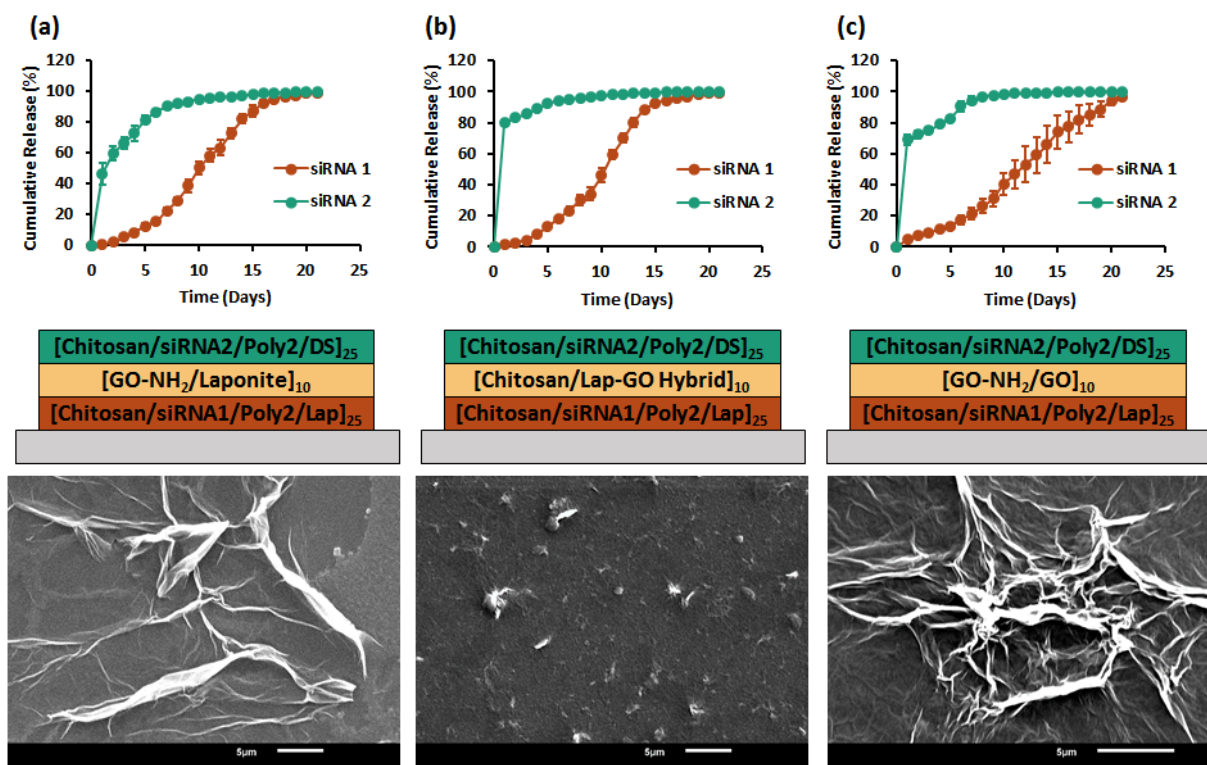 (a)
Cumulative Release (%)
120
100
80
60
40
20
0
0 5 10 15 20 25
Time (Days)
siRNA 1
siRNA 2
[Chitosan/siRNA2/Poly2/DS]25
[GO-NH2/Laponite]10
[Chitosan/siRNA1/Poly2/Lap]25
5µm
(b)
Cumulative Release (%)
120
100
80
60
40
20
0
0 5 10 15 20 25
Time (Days)
siRNA 1
siRNA 2
[Chitosan/siRNA2/Poly2/DS]25
[Chitosan/Lap-GO Hybrid]10
[Chitosan/siRNA1/Poly2/Lap]25
5µm
(c)
Cumulative Release (%)
120
100
80
60
40
20
0
0 5 10 15 20 25
Time (Days)
siRNA 1
siRNA 2
[Chitosan/siRNA2/Poly2/DS]25
[GO-NH2/GO]10
[Chitosan/siRNA1/Poly2/Lap]25
5µm